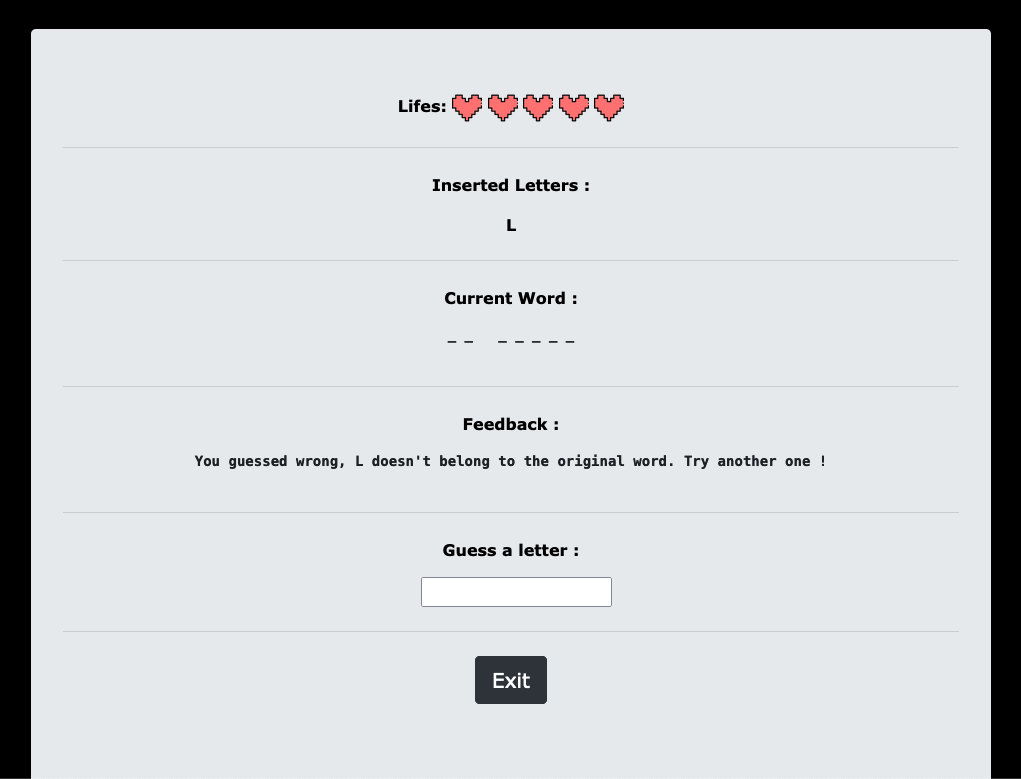 Lifes:
Inserted Letters :
L
Current Word :
_ _  _ _ _ _ _
Feedback :
You guessed wrong, L doesn't belong to the original word. Try another one !
Guess a letter :
Exit